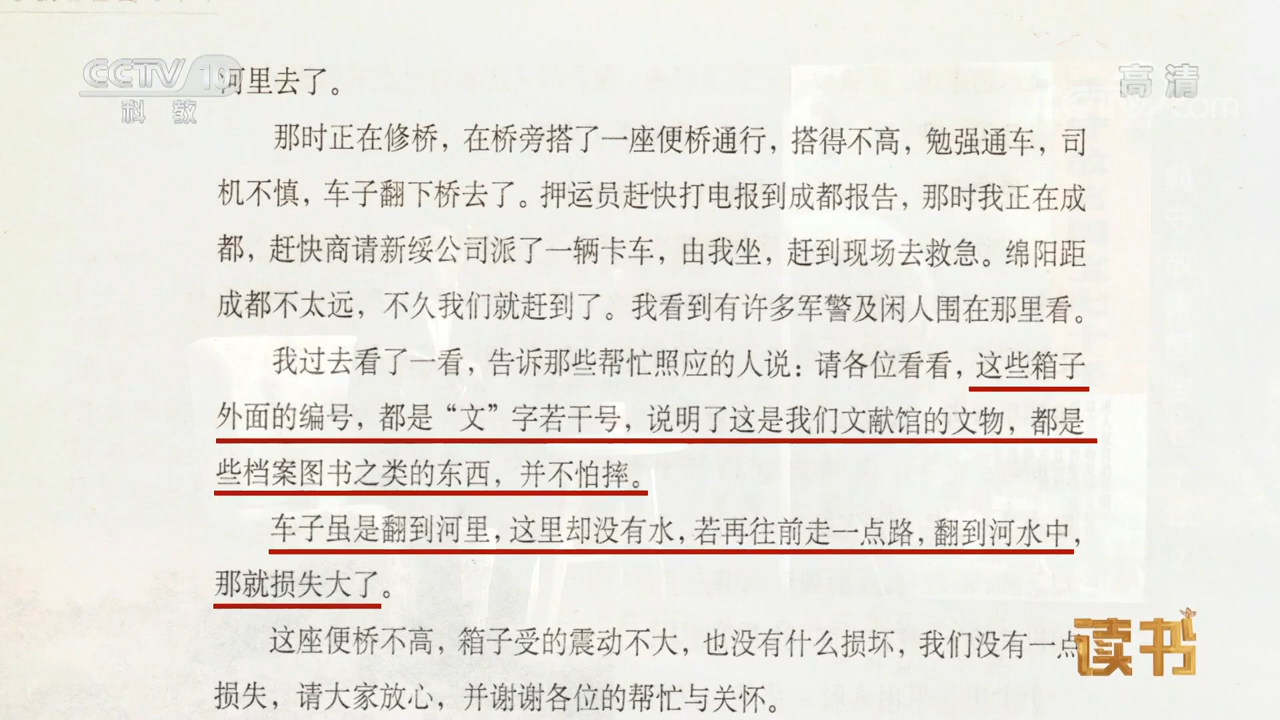 CCTV 10
科教
高清
河里去了。
那时正在修桥，在桥旁搭了一座便桥通行，搭得不高，勉强通车，司
机不慎，车子翻下桥去了。押运员赶快打电报到成都报告，那时我正在成
都，赶快商请新绥公司派了一辆卡车，由我坐，赶到现场去救急。绵阳距
成都不太远，不久我们就赶到了。我看到有许多军警及闲人围在那里看。
我过去看了一看，告诉那些帮忙照应的人说：请各位看看，这些箱子
外面的编号，都是“文”字若干号，说明了这是我们文献馆的文物，都是
些档案图书之类的东西，并不怕摔。
车子虽是翻到河里，这里却没有水，若再往前走一点路，翻到河水中，
那就损失大了。
这座便桥不高，箱子受的震动不大，也没有什么损坏，我们没有一点
损失，请大家放心，并谢谢各位的帮忙与关怀。
读书